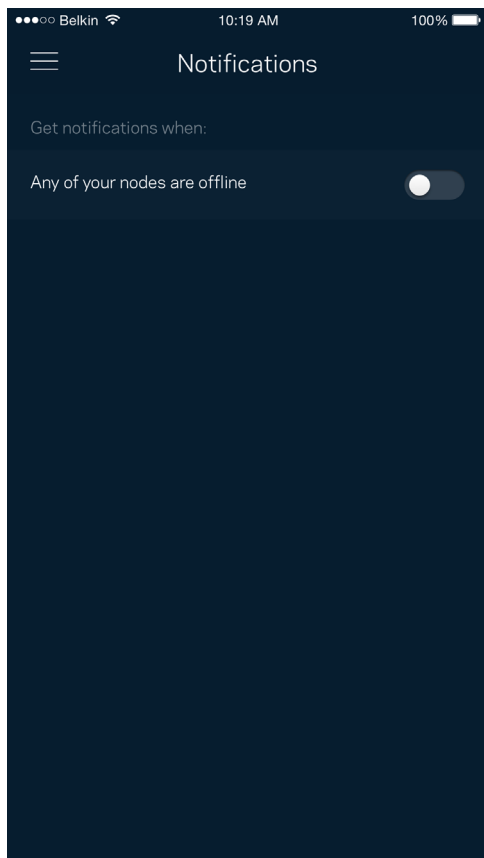 Belkin 10:19 AM 100%
Notifications
Get notifications when:
Any of your nodes are offline